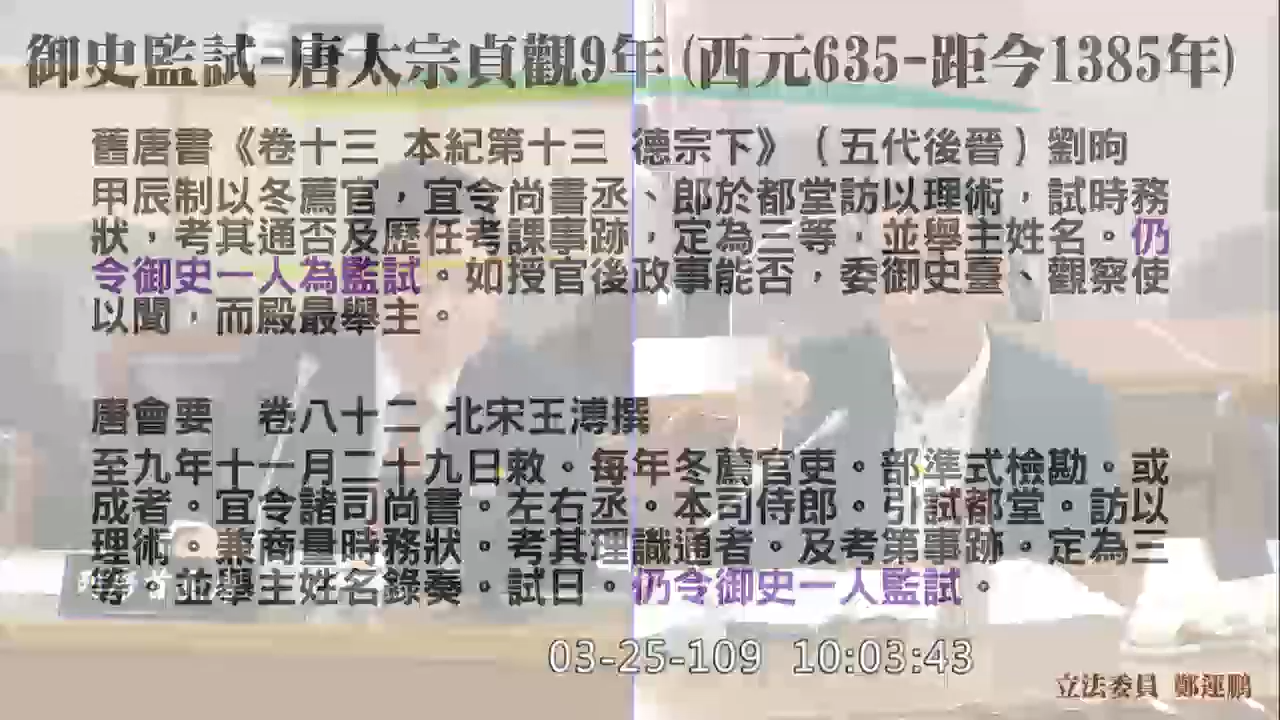 御史監試-唐太宗貞觀9年 (西元635-距今1385年)
舊唐書《卷十三 本紀第十三 德宗下》（五代後晉）劉昫
甲辰制以冬薦官，宜令尚書丞、郎於都堂訪以理術，試時務
狀，考其通否及歷任考課事跡，定為三等，並舉主姓名。仍
令御史一人為監試。如授官後政事能否，委御史臺、觀察使
以聞，而殿最舉主。
唐會要 卷八十二 北宋王溥撰
至九年十一月二十九日敕。每年冬薦官吏。部準式檢勘。或
成者。宜令諸司尚書。左右丞。本司侍郎。引試都堂。訪以
理術。兼商量時務狀。考其理識通者。及考第事跡。定為三
等。並舉主姓名錄奏。試日。仍令御史一人監試。
03-25-109 10:03:43
立法委員 鄭運鵬